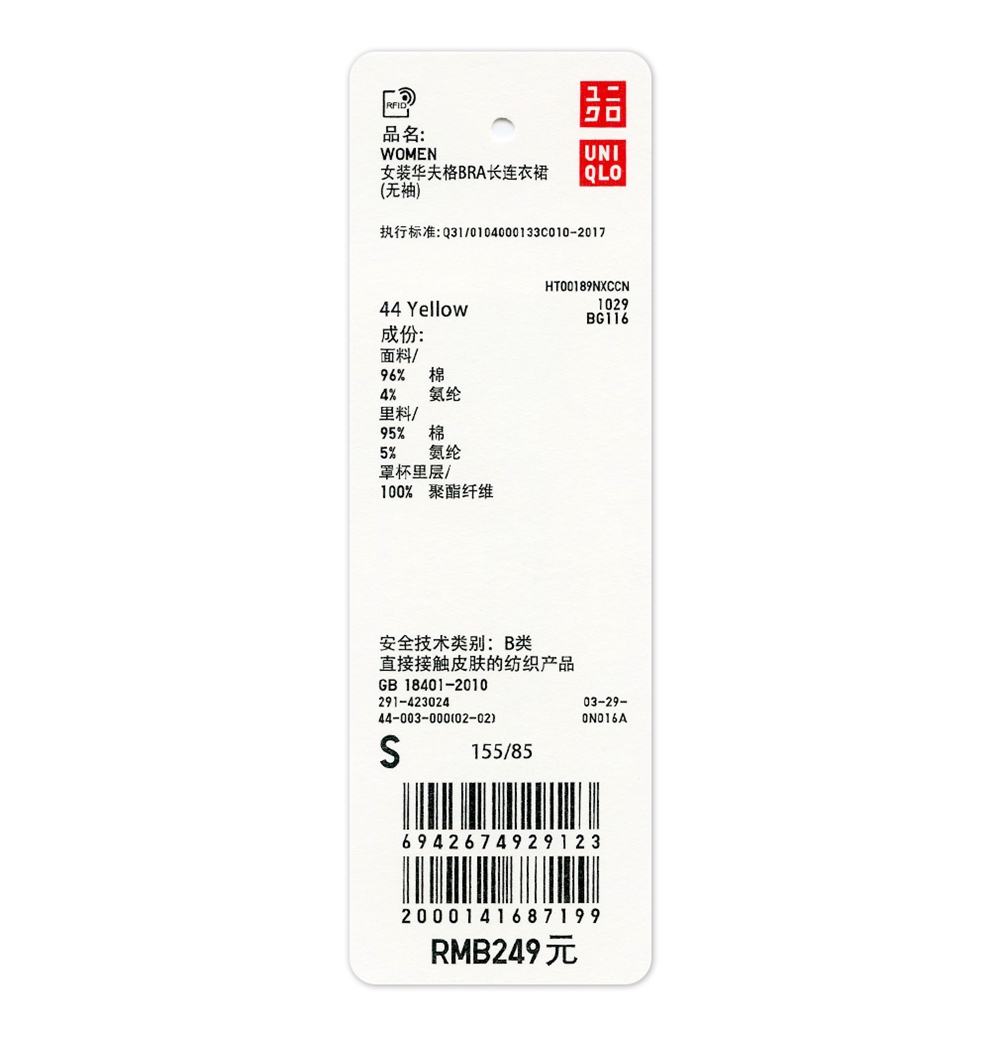 RFID
ユニ
クロ
品名:
WOMEN
UNI
QLO
女装华夫格BRA长连衣裙
(无袖)
执行标准:Q31/0104000133C010-2017
HT00189NXCCN
44 Yellow
1029
BG116
成份:
面料/
96% 棉
4% 氨纶
里料/
95% 棉
5% 氨纶
罩杯里层/
100% 聚酯纤维
安全技术类别：B类
直接接触皮肤的纺织产品
GB 18401-2010
291-423024 03-29-
44-003-000(02-02) 0N016A
S 155/85
6942674929123
2000141687199
RMB249元